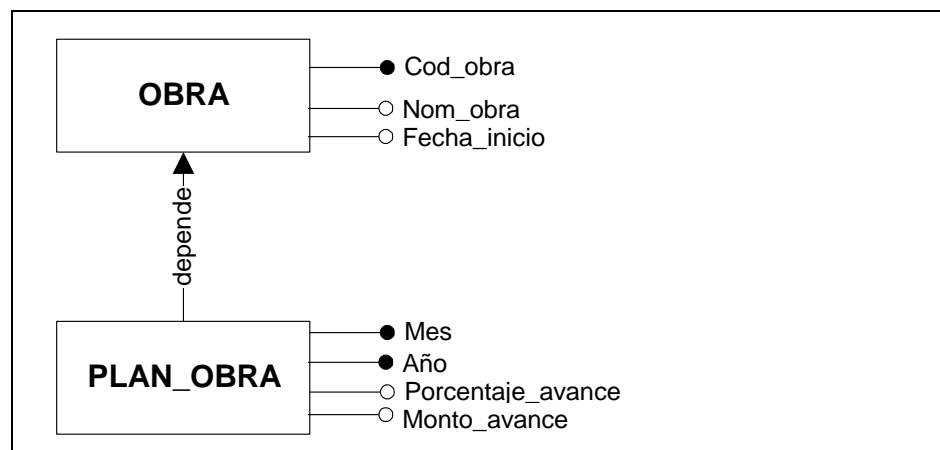 OBRA
Cod_obra
Nom_obra
Fecha_inicio
depende
PLAN_OBRA
Mes
Año
Porcentaje_avance
Monto_avance